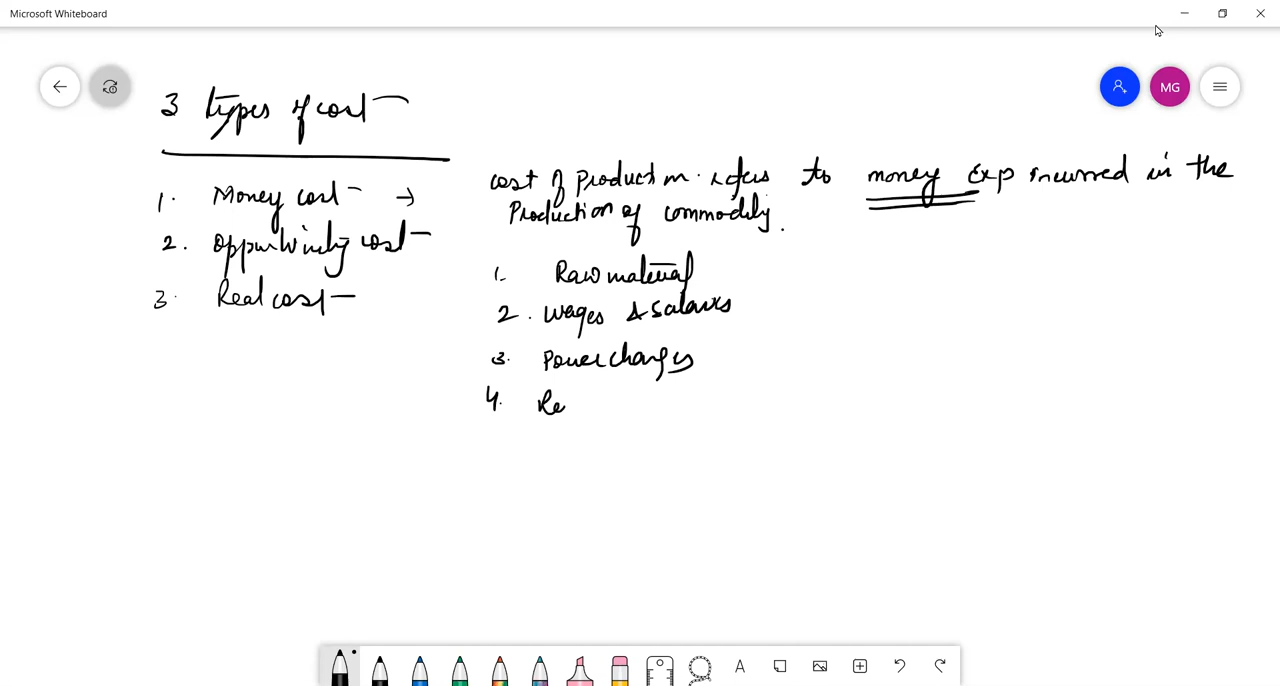 Microsoft Whiteboard
MG
3 types of cost
1. Money cost →
2. Opportunity cost
3. Real cost
cost of Production refers to money Exp incurred in the
Production of commodity.
1. Raw material
2. Wages & Salaries
3. Power charges
4. Re
A